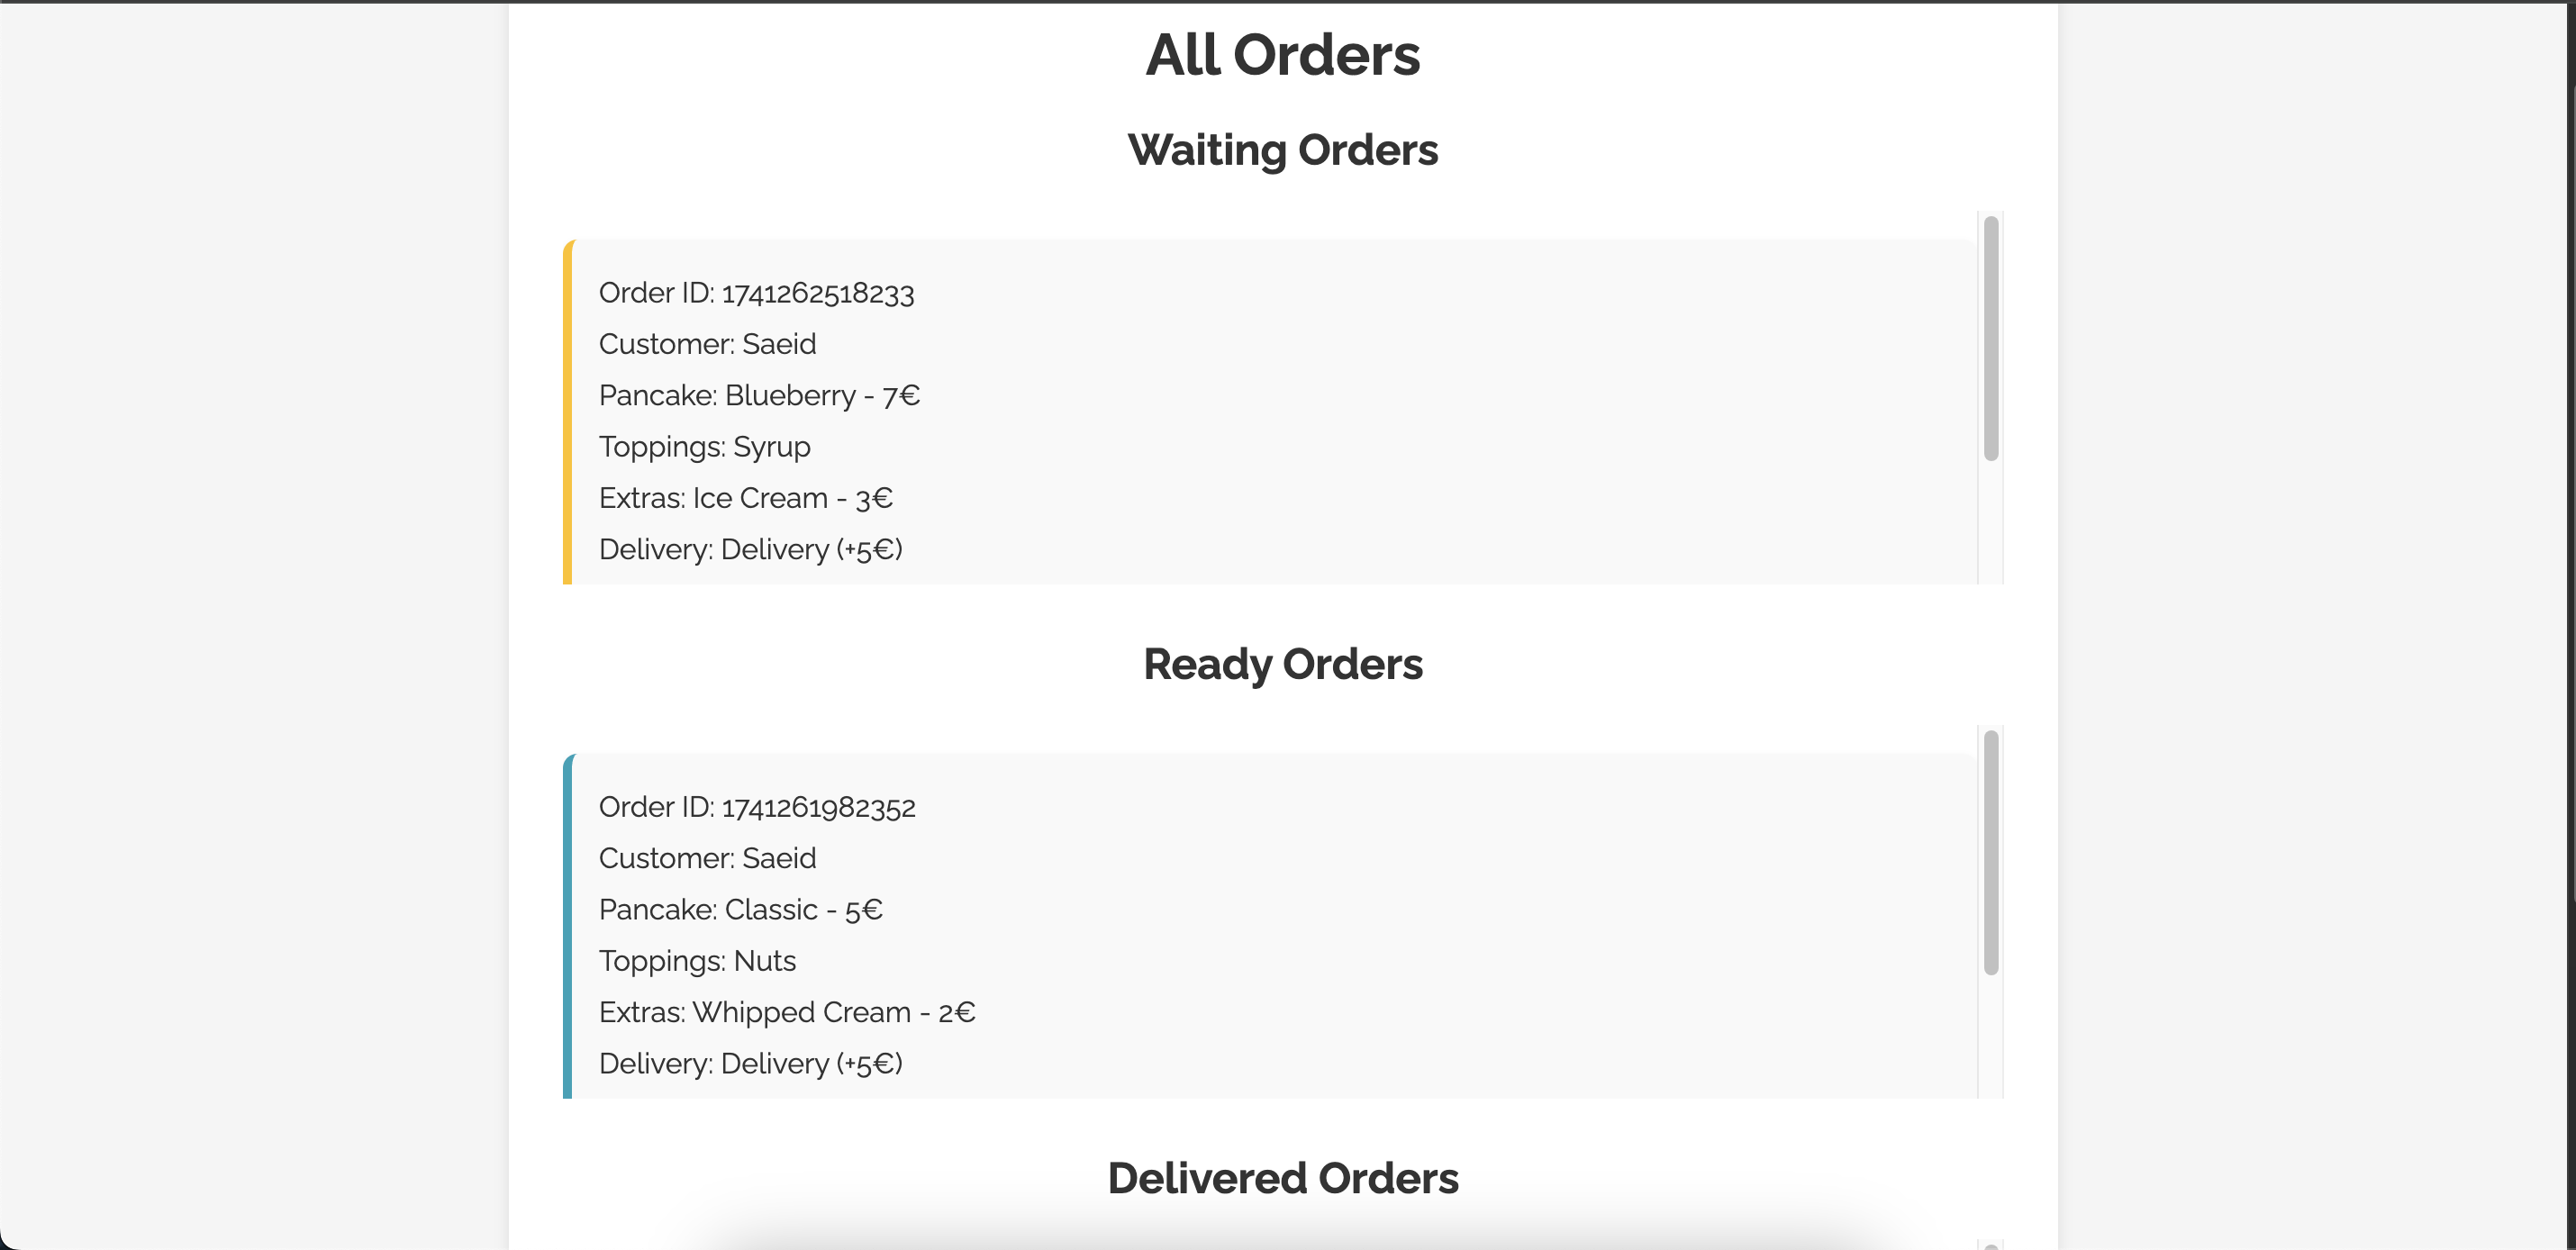 All Orders
Waiting Orders
Order ID: 1741262518233
Customer: Saeid
Pancake: Blueberry - 7€
Toppings: Syrup
Extras: Ice Cream - 3€
Delivery: Delivery (+5€)
Ready Orders
Order ID: 1741261982352
Customer: Saeid
Pancake: Classic - 5€
Toppings: Nuts
Extras: Whipped Cream - 2€
Delivery: Delivery (+5€)
Delivered Orders